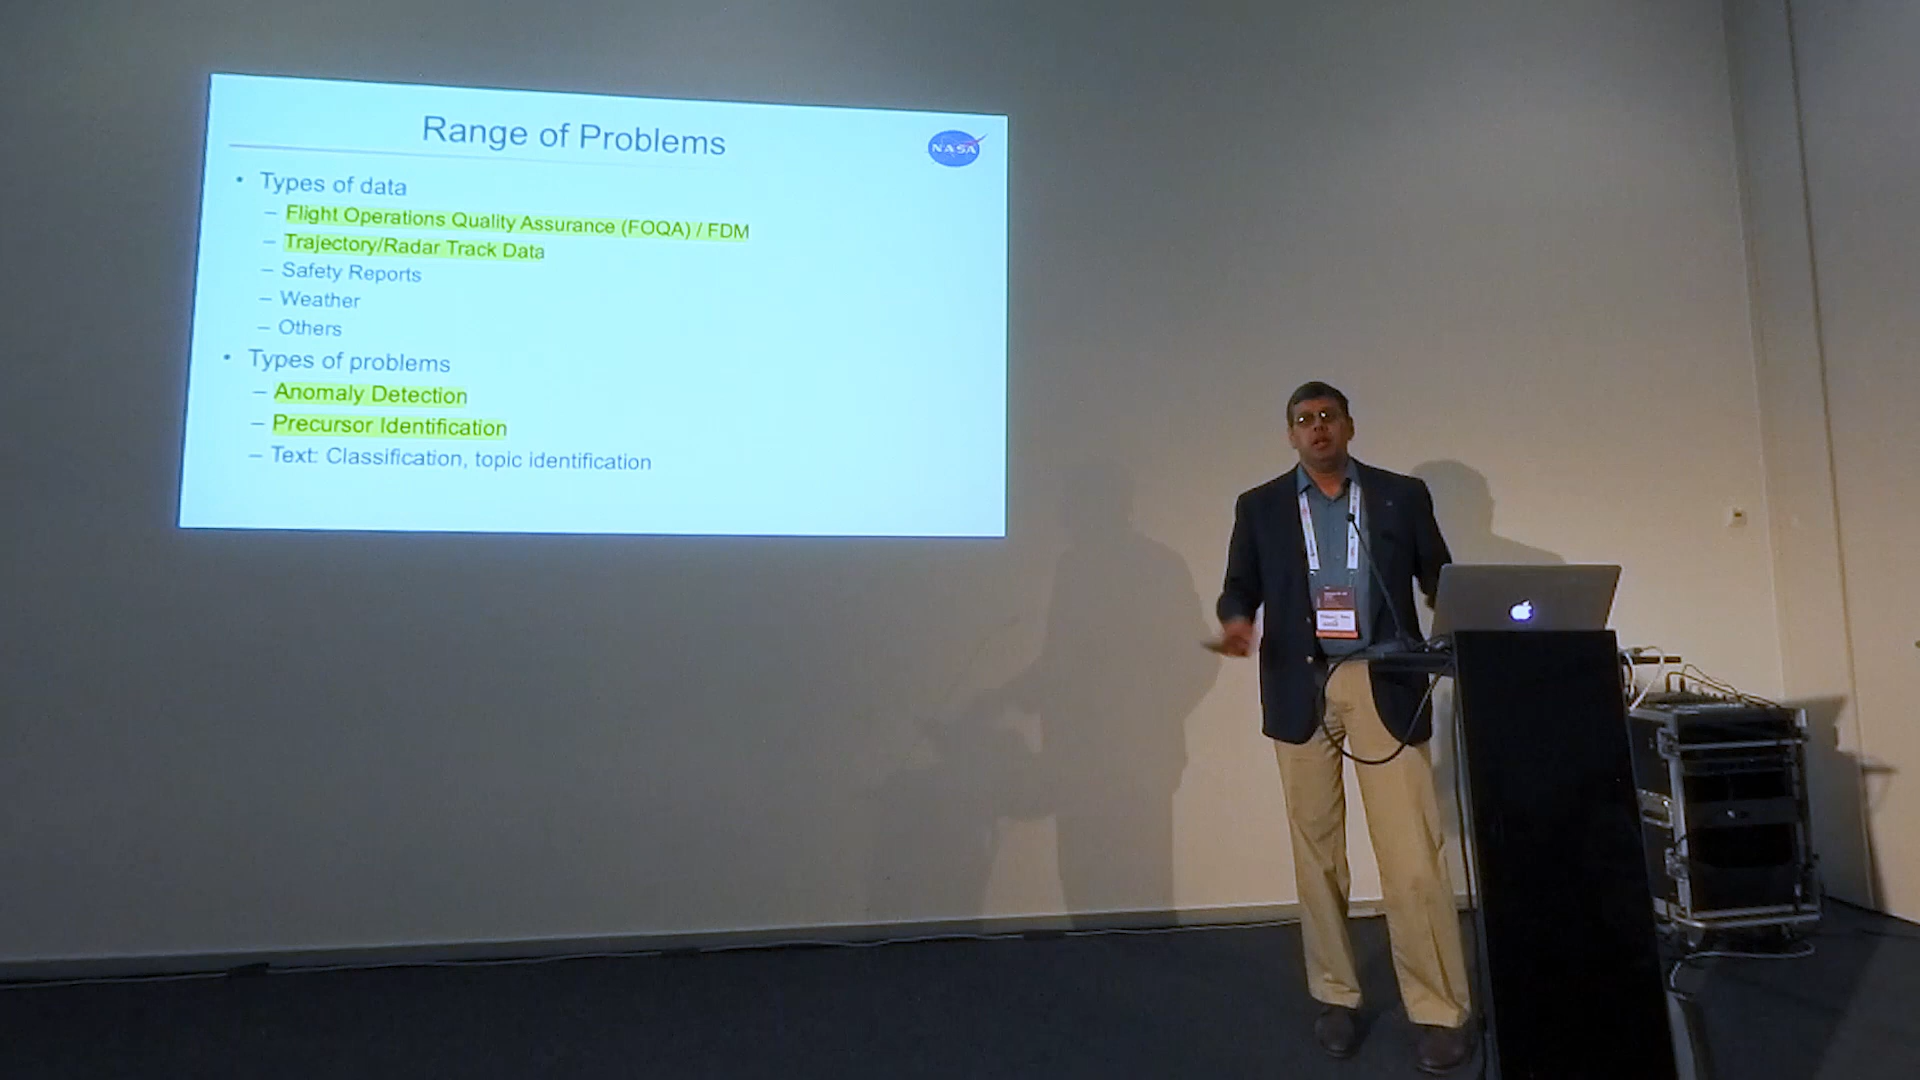 Range of Problems
NASA
• Types of data
– Flight Operations Quality Assurance (FOQA) / FDM
– Trajectory/Radar Track Data
– Safety Reports
– Weather
– Others
• Types of problems
– Anomaly Detection
– Precursor Identification
– Text: Classification, topic identification